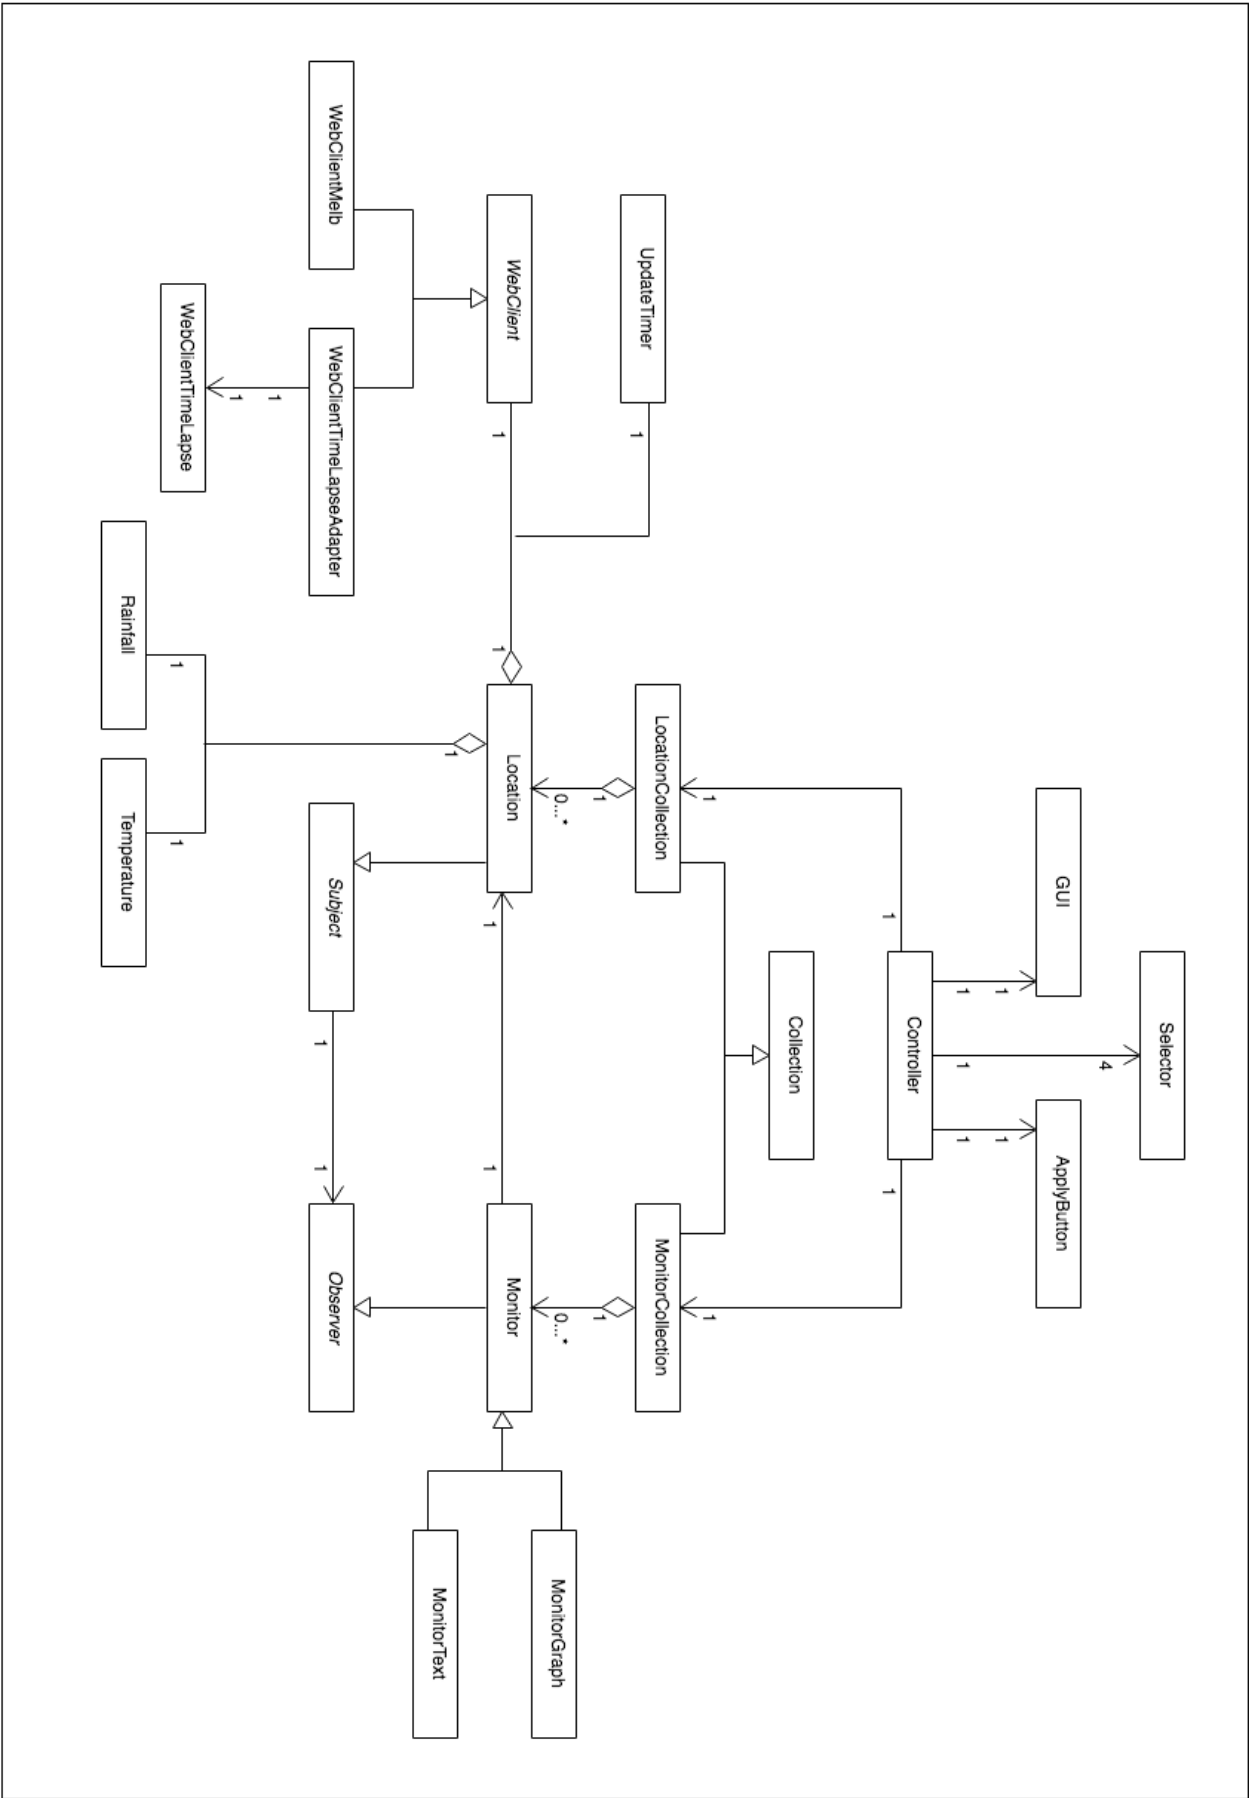 Selector
4
GUI
ApplyButton
1
1
1
1
1
Controller
1
1
Collection
1
1
LocationCollection
MonitorCollection
1
1
0...*
0...*
UpdateTimer
1
WebClient
1
1
Location
1
1
Monitor
1
MonitorGraph
MonitorText
WebClientMelb
WebClientTimeLapseAdapter
Subject
1
1
Observer
1
1
WebClientTimeLapse
1
1
Rainfall
Temperature